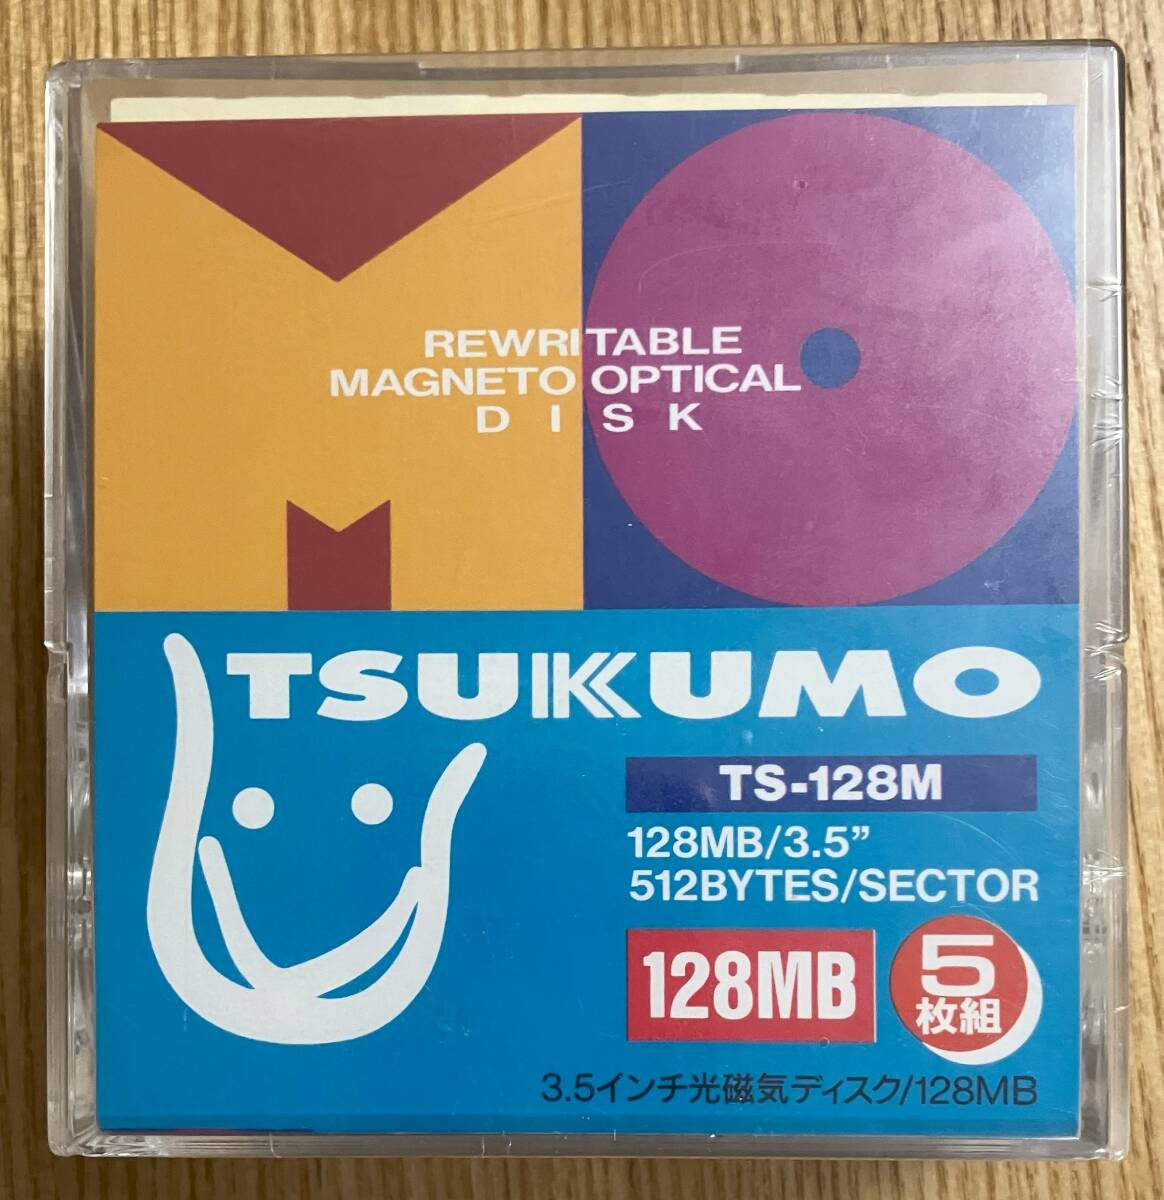 MO
REWRITABLE
MAGNETO OPTICAL
DISK
TSUKUMO
TS-128M
128MB/3.5”
512BYTES/SECTOR
128MB
5
枚組
3.5インチ光磁気ディスク/128MB